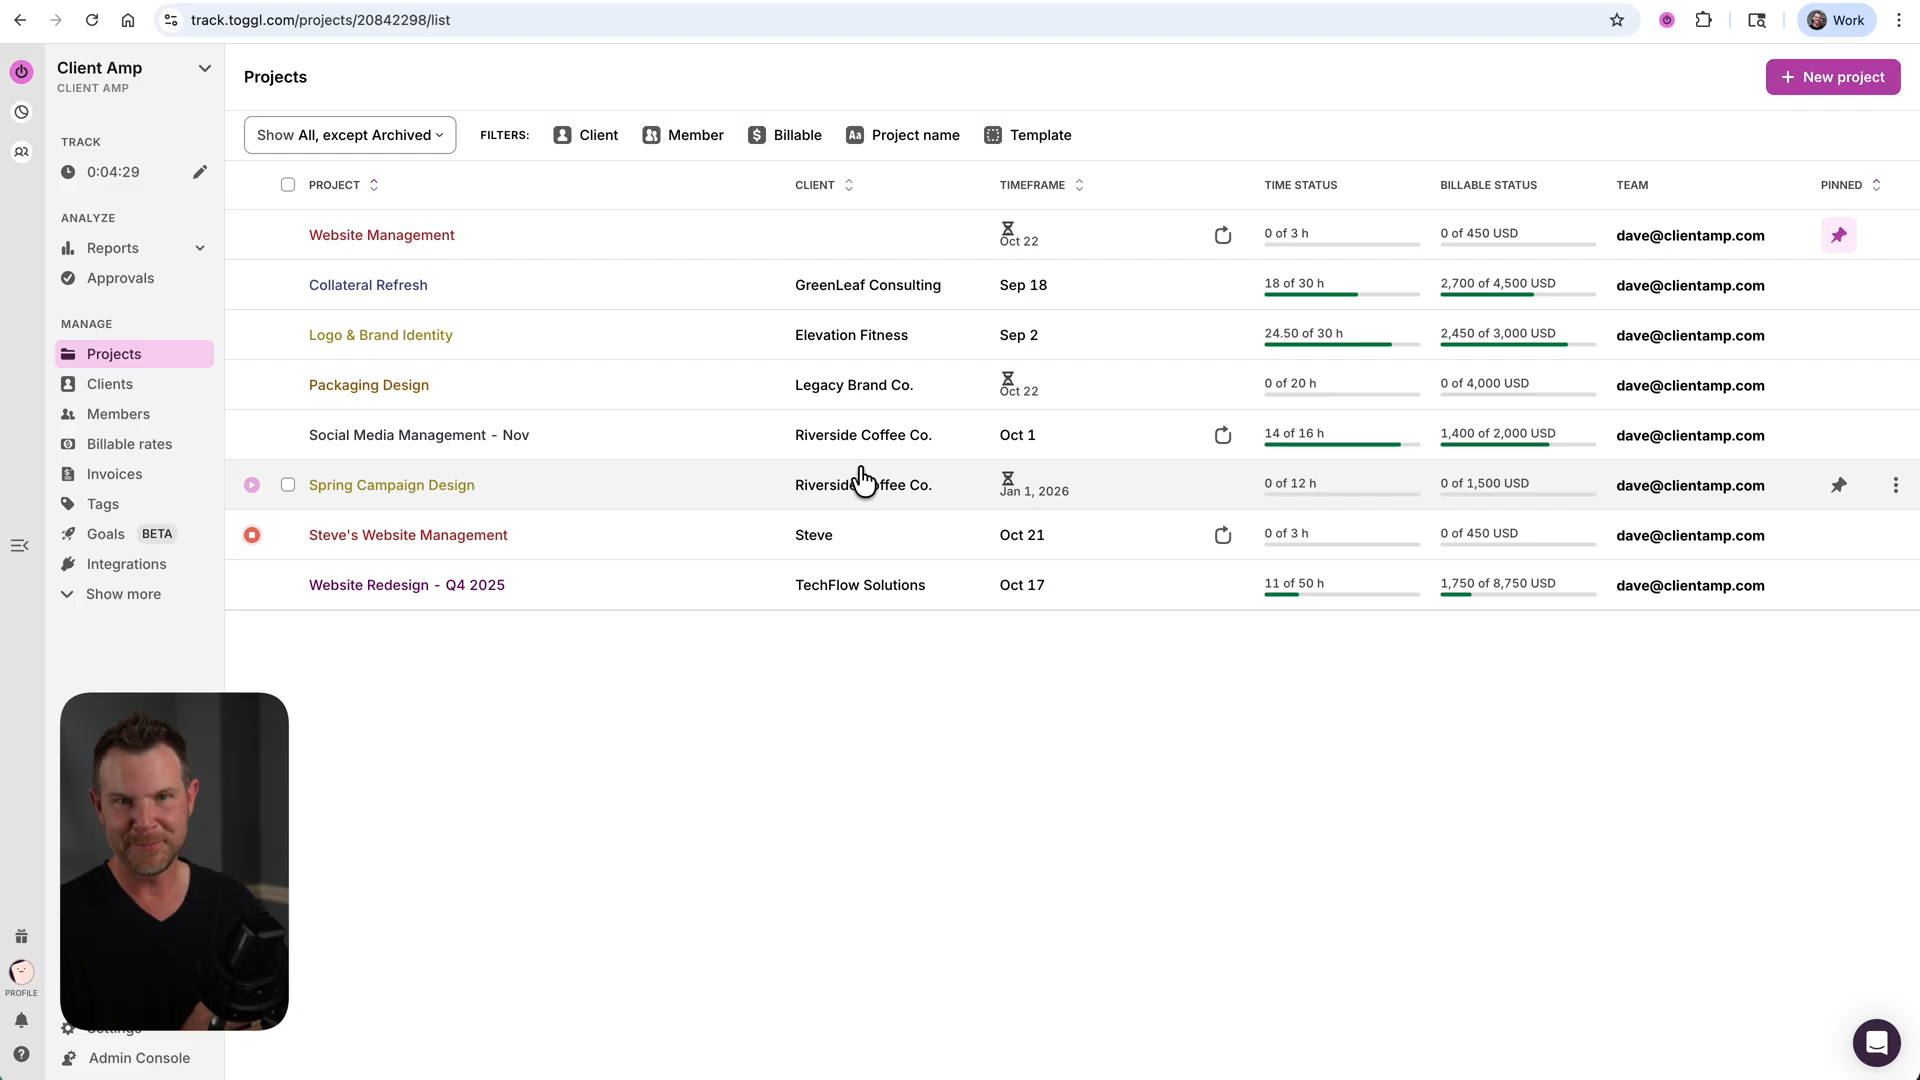 track.toggl.com/projects/20842298/list
Work
Client Amp
CLIENT AMP
TRACK
0:04:29
ANALYZE
Reports
Approvals
MANAGE
Projects
Clients
Members
Billable rates
Invoices
Tags
Goals BETA
Integrations
Show more
PROFILE
Settings
Admin Console
Projects
+ New project
Show All, except Archived
FILTERS: Client Member Billable Aa Project name Template
PROJECT CLIENT TIMEFRAME TIME STATUS BILLABLE STATUS TEAM PINNED
Website Management Oct 22 0 of 3 h 0 of 450 USD dave@clientamp.com
Collateral Refresh GreenLeaf Consulting Sep 18 18 of 30 h 2,700 of 4,500 USD dave@clientamp.com
Logo & Brand Identity Elevation Fitness Sep 2 24.50 of 30 h 2,450 of 3,000 USD dave@clientamp.com
Packaging Design Legacy Brand Co. Oct 22 0 of 20 h 0 of 4,000 USD dave@clientamp.com
Social Media Management - Nov Riverside Coffee Co. Oct 1 14 of 16 h 1,400 of 2,000 USD dave@clientamp.com
Spring Campaign Design Riverside Coffee Co. Jan 1, 2026 0 of 12 h 0 of 1,500 USD dave@clientamp.com
Steve's Website Management Steve Oct 21 0 of 3 h 0 of 450 USD dave@clientamp.com
Website Redesign - Q4 2025 TechFlow Solutions Oct 17 11 of 50 h 1,750 of 8,750 USD dave@clientamp.com